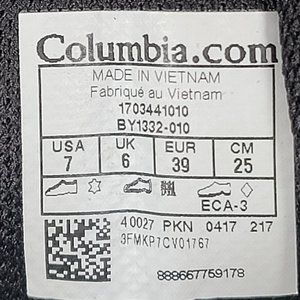 Columbia.com
MADE IN VIETNAM
Fabriqué au Vietnam
1703441010
BY1332-010
USA UK EUR CM
7 6 39 25
ECA-3
40027 PKN 0417 217
3FMKP7CV01767
888667759178